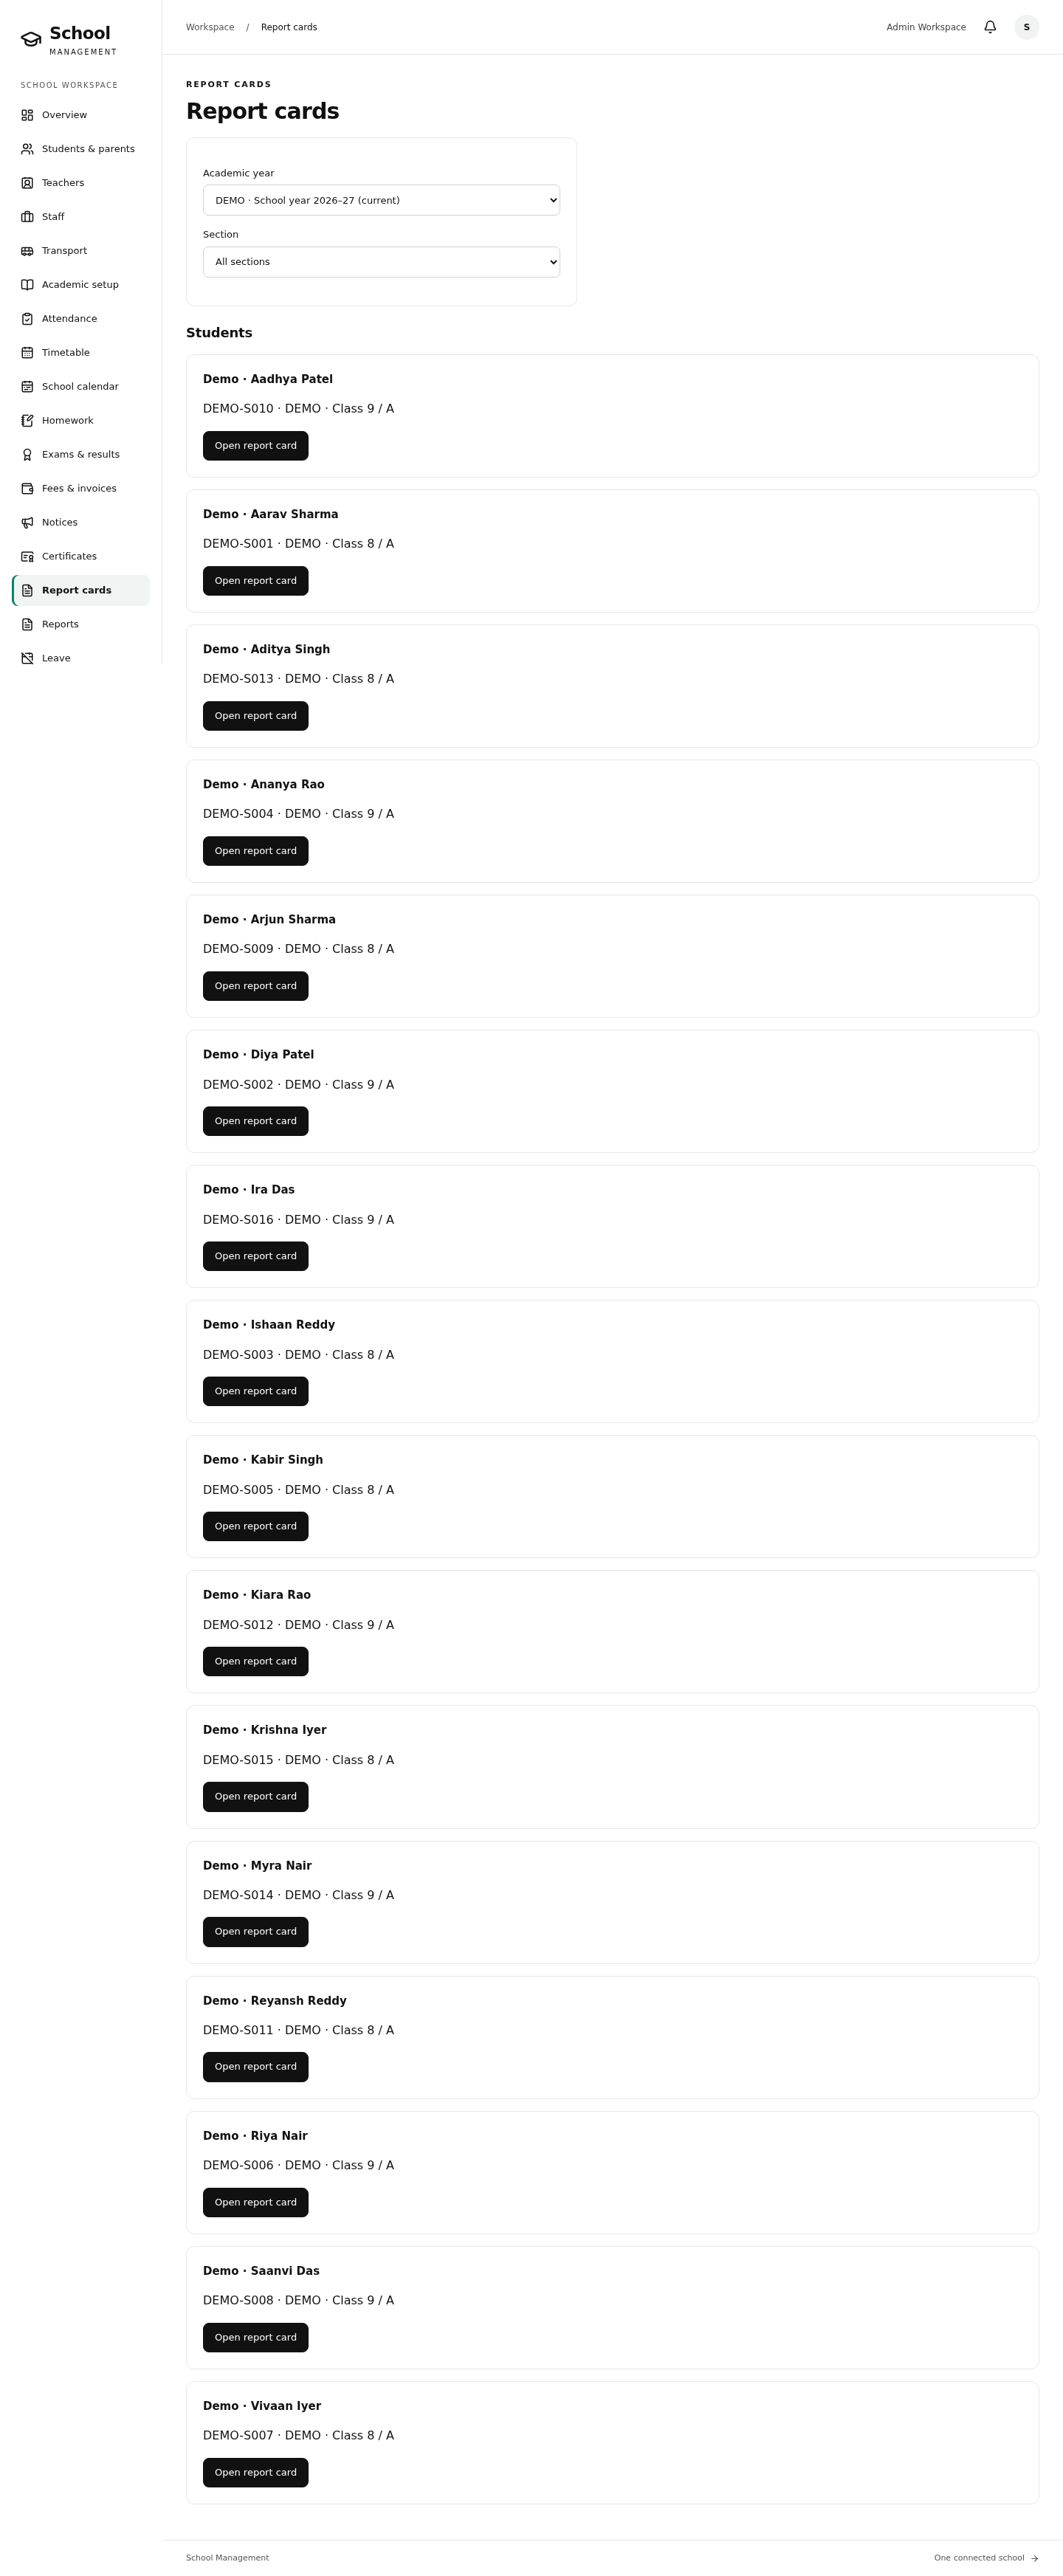 School
MANAGEMENT
SCHOOL WORKSPACE
Overview
Students & parents
Teachers
Staff
Transport
Academic setup
Attendance
Timetable
School calendar
Homework
Exams & results
Fees & invoices
Notices
Certificates
Report cards
Reports
Leave
Workspace / Report cards
Admin Workspace S
REPORT CARDS
Report cards
Academic year
DEMO · School year 2026–27 (current)
Section
All sections
Students
Demo · Aadhya Patel
DEMO-S010 · DEMO · Class 9 / A
Open report card
Demo · Aarav Sharma
DEMO-S001 · DEMO · Class 8 / A
Open report card
Demo · Aditya Singh
DEMO-S013 · DEMO · Class 8 / A
Open report card
Demo · Ananya Rao
DEMO-S004 · DEMO · Class 9 / A
Open report card
Demo · Arjun Sharma
DEMO-S009 · DEMO · Class 8 / A
Open report card
Demo · Diya Patel
DEMO-S002 · DEMO · Class 9 / A
Open report card
Demo · Ira Das
DEMO-S016 · DEMO · Class 9 / A
Open report card
Demo · Ishaan Reddy
DEMO-S003 · DEMO · Class 8 / A
Open report card
Demo · Kabir Singh
DEMO-S005 · DEMO · Class 8 / A
Open report card
Demo · Kiara Rao
DEMO-S012 · DEMO · Class 9 / A
Open report card
Demo · Krishna Iyer
DEMO-S015 · DEMO · Class 8 / A
Open report card
Demo · Myra Nair
DEMO-S014 · DEMO · Class 9 / A
Open report card
Demo · Reyansh Reddy
DEMO-S011 · DEMO · Class 8 / A
Open report card
Demo · Riya Nair
DEMO-S006 · DEMO · Class 9 / A
Open report card
Demo · Saanvi Das
DEMO-S008 · DEMO · Class 9 / A
Open report card
Demo · Vivaan Iyer
DEMO-S007 · DEMO · Class 8 / A
Open report card
School Management
One connected school →